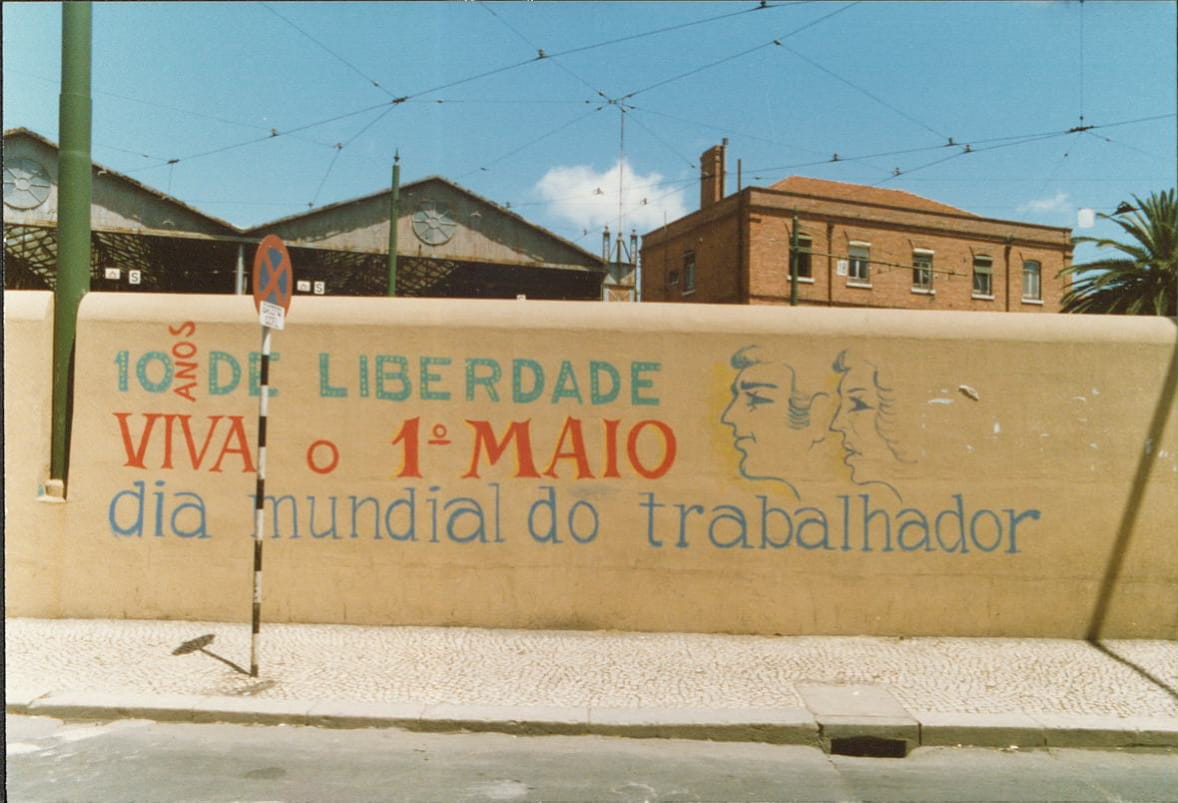 10 ANOS DE LIBERDADE
VIVA o 1º MAIO
dia mundial do trabalhador
S
S